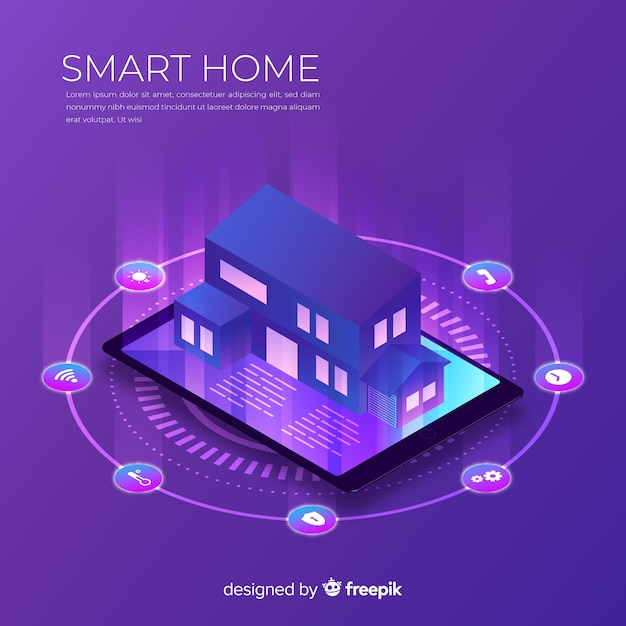 SMART HOME
Lorem ipsum dolor sit amet, consectetuer adipiscing elit, sed diam
nonummy nibh euismod tincidunt ut laoreet dolore magna aliquam
erat volutpat. Ut wisi
designed by freepik